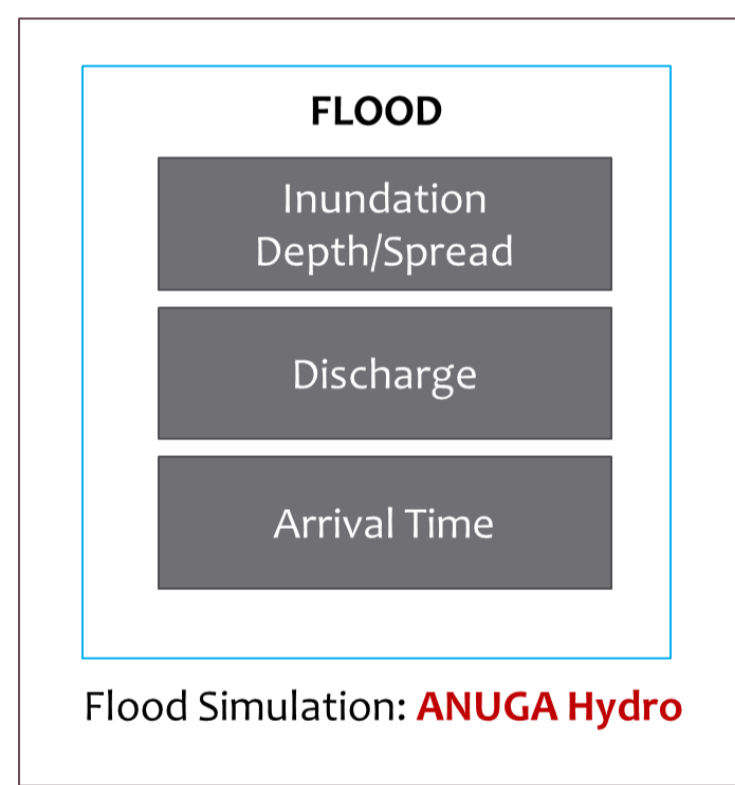 FLOOD
Inundation
Depth/Spread
Discharge
Arrival Time
Flood Simulation: ANUGA Hydro